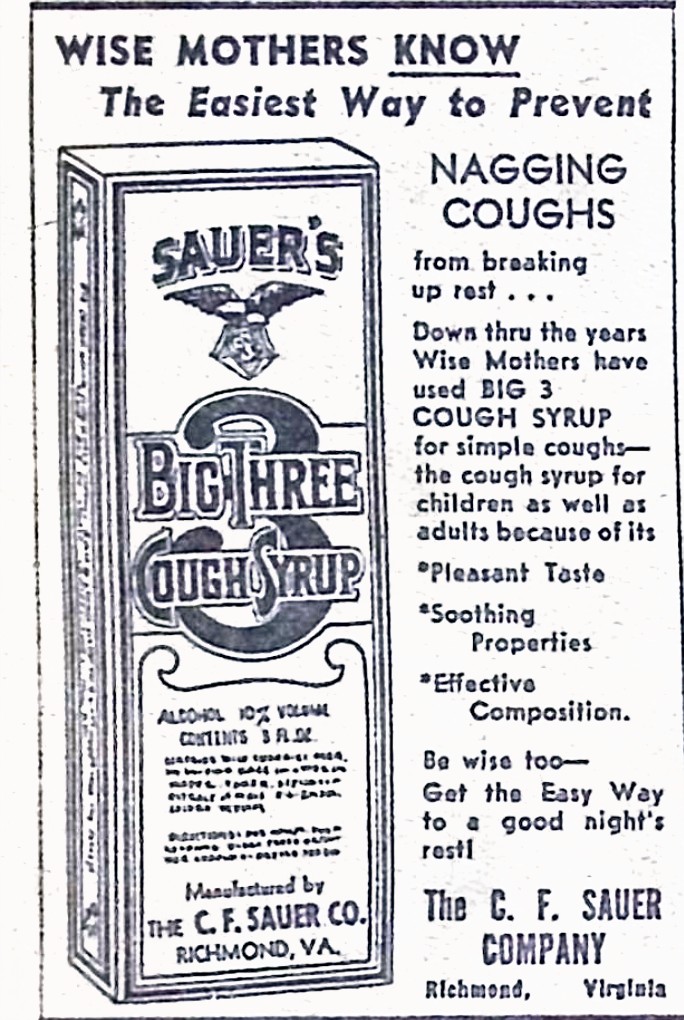 WISE MOTHERS KNOW
The Easiest Way to Prevent
NAGGING
COUGHS
from breaking
up rest . . .
Down thru the years
Wise Mothers have
used BIG 3
COUGH SYRUP
for simple coughs—
the cough syrup for
children as well as
adults because of its
*Pleasant Taste
*Soothing
Properties
*Effective
Composition.
Be wise too—
Get the Easy Way
to a good night's
rest!
The C. F. SAUER
COMPANY
Richmond, Virginia
SAUER'S
3
BIG THREE
COUGH SYRUP
ALCOHOL 10% VOLUME
CONTENTS 3 FL. OZ.
Manufactured by
THE C. F. SAUER CO.
RICHMOND, VA.